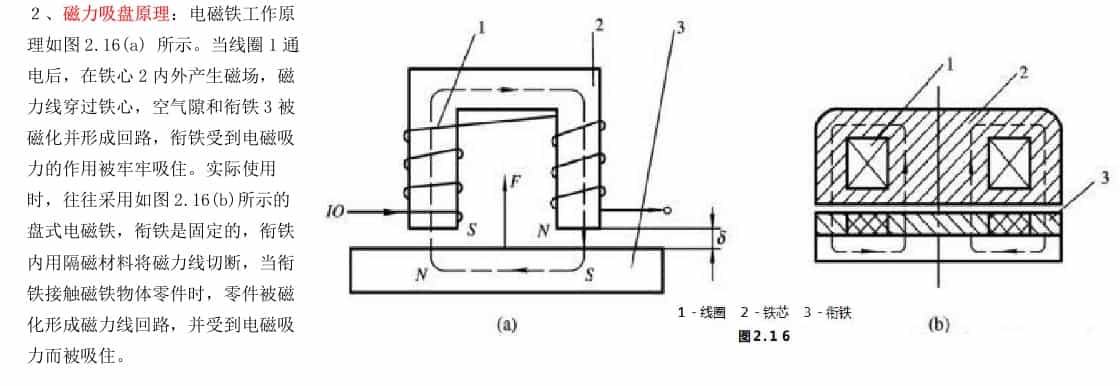 2、磁力吸盘原理：电磁铁工作原
理如图2.16(a) 所示。当线圈1通
电后，在铁心2内外产生磁场，磁
力线穿过铁心，空气隙和衔铁3被
磁化并形成回路，衔铁受到电磁吸
力的作用被牢牢吸住。实际使用
时，往往采用如图2.16(b)所示的
盘式电磁铁，衔铁是固定的，衔铁
内用隔磁材料将磁力线切断，当衔
铁接触磁铁物体零件时，零件被磁
化形成磁力线回路，并受到电磁吸
力而被吸住。
1
2
3
IO
F
S
N
δ
N
S
(a)
1
2
3
1-线圈 2-铁芯 3-衔铁
图2.16
(b)